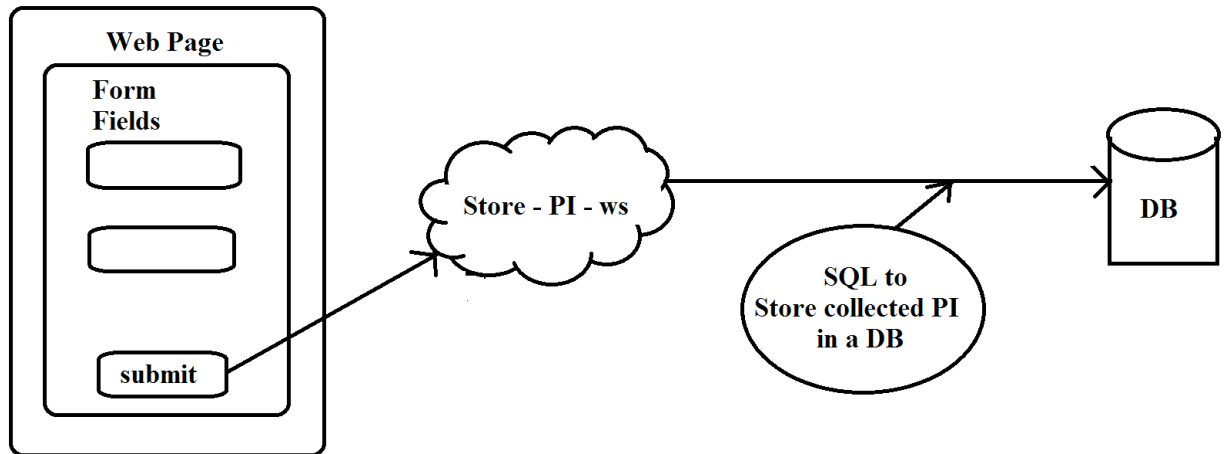 Web Page
Form
Fields
submit
Store - PI - ws
SQL to
Store collected PI
in a DB
DB